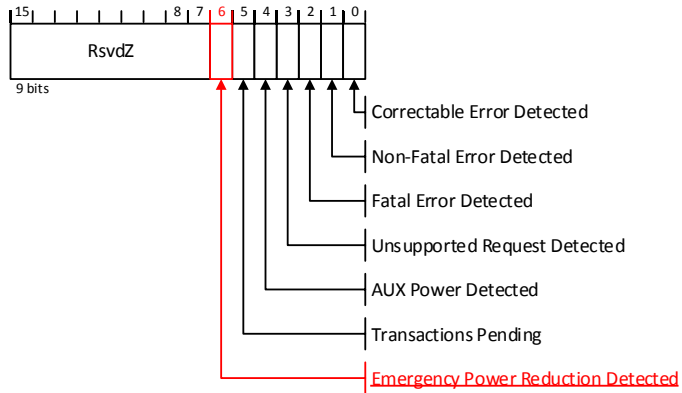 15 8 7 6 5 4 3 2 1 0
RsvdZ
9 bits
Correctable Error Detected
Non-Fatal Error Detected
Fatal Error Detected
Unsupported Request Detected
AUX Power Detected
Transactions Pending
Emergency Power Reduction Detected